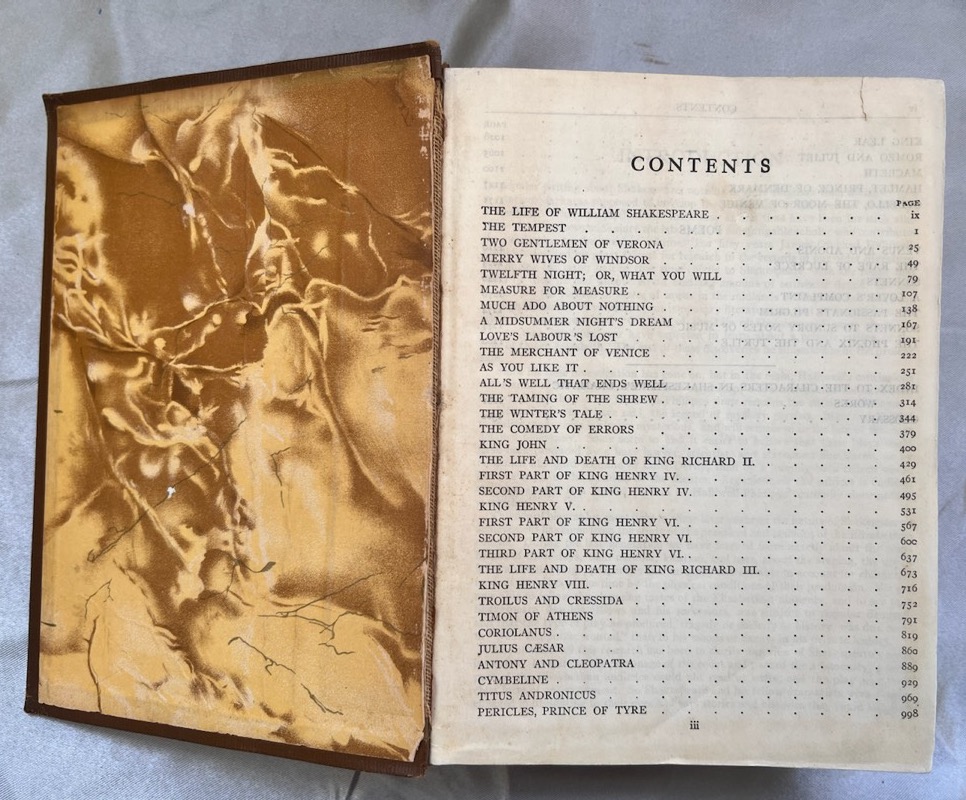 CONTENTS
PAGE
THE LIFE OF WILLIAM SHAKESPEARE . . . . . . ix
THE TEMPEST . . . . . . . . . . 1
TWO GENTLEMEN OF VERONA . . . . . . . 25
MERRY WIVES OF WINDSOR . . . . . . . . 49
TWELFTH NIGHT; OR, WHAT YOU WILL . . . . . . 79
MEASURE FOR MEASURE . . . . . . . . 107
MUCH ADO ABOUT NOTHING . . . . . . . . 138
A MIDSUMMER NIGHT'S DREAM . . . . . . . 167
LOVE'S LABOUR'S LOST . . . . . . . . 191
THE MERCHANT OF VENICE . . . . . . . . 222
AS YOU LIKE IT . . . . . . . . . . 251
ALL'S WELL THAT ENDS WELL . . . . . . . 281
THE TAMING OF THE SHREW . . . . . . . . 314
THE WINTER'S TALE . . . . . . . . . 344
THE COMEDY OF ERRORS . . . . . . . . 379
KING JOHN . . . . . . . . . . 400
THE LIFE AND DEATH OF KING RICHARD II. . . . . . 429
FIRST PART OF KING HENRY IV. . . . . . . . 461
SECOND PART OF KING HENRY IV. . . . . . . 495
KING HENRY V. . . . . . . . . . 531
FIRST PART OF KING HENRY VI. . . . . . . . 567
SECOND PART OF KING HENRY VI. . . . . . . 600
THIRD PART OF KING HENRY VI. . . . . . . . 637
THE LIFE AND DEATH OF KING RICHARD III. . . . . . 673
KING HENRY VIII. . . . . . . . . . 716
TROILUS AND CRESSIDA . . . . . . . . 752
TIMON OF ATHENS . . . . . . . . . 791
CORIOLANUS . . . . . . . . . . 819
JULIUS CÆSAR . . . . . . . . . 860
ANTONY AND CLEOPATRA . . . . . . . . 889
CYMBELINE . . . . . . . . . . 929
TITUS ANDRONICUS . . . . . . . . . 969
PERICLES, PRINCE OF TYRE . . . . . . . 998
iii